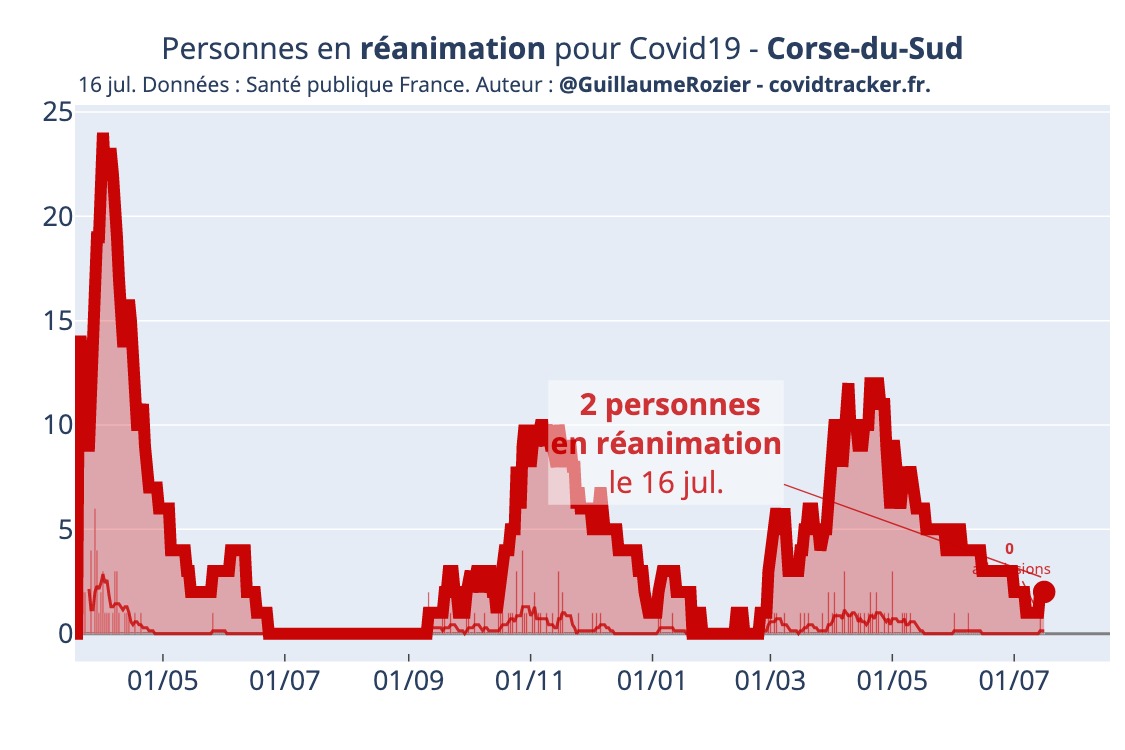 Personnes en réanimation pour Covid19 - Corse-du-Sud
16 jul. Données : Santé publique France. Auteur : @GuillaumeRozier - covidtracker.fr.
25
20
15
10
5
0
2 personnes
en réanimation
le 16 jul.
0
admissions
01/05 01/07 01/09 01/11 01/01 01/03 01/05 01/07